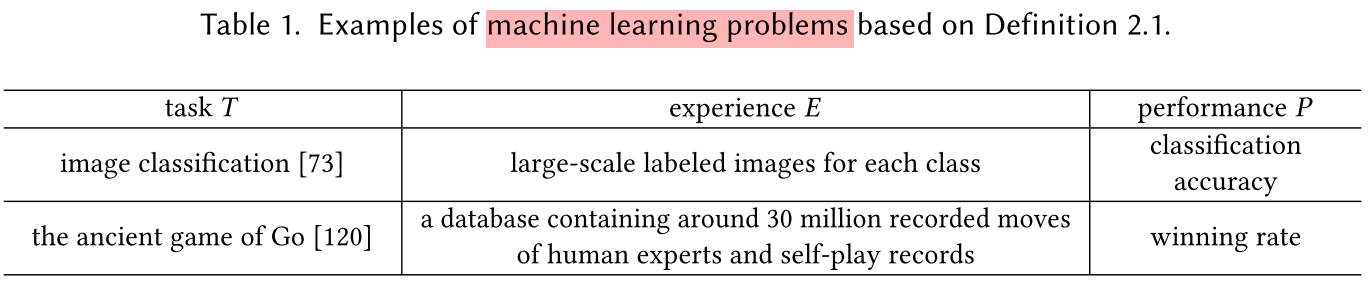 Table 1. Examples of machine learning problems based on Definition 2.1.
task T
experience E
performance P
image classification [73]
large-scale labeled images for each class
classification
accuracy
the ancient game of Go [120]
a database containing around 30 million recorded moves
of human experts and self-play records
winning rate